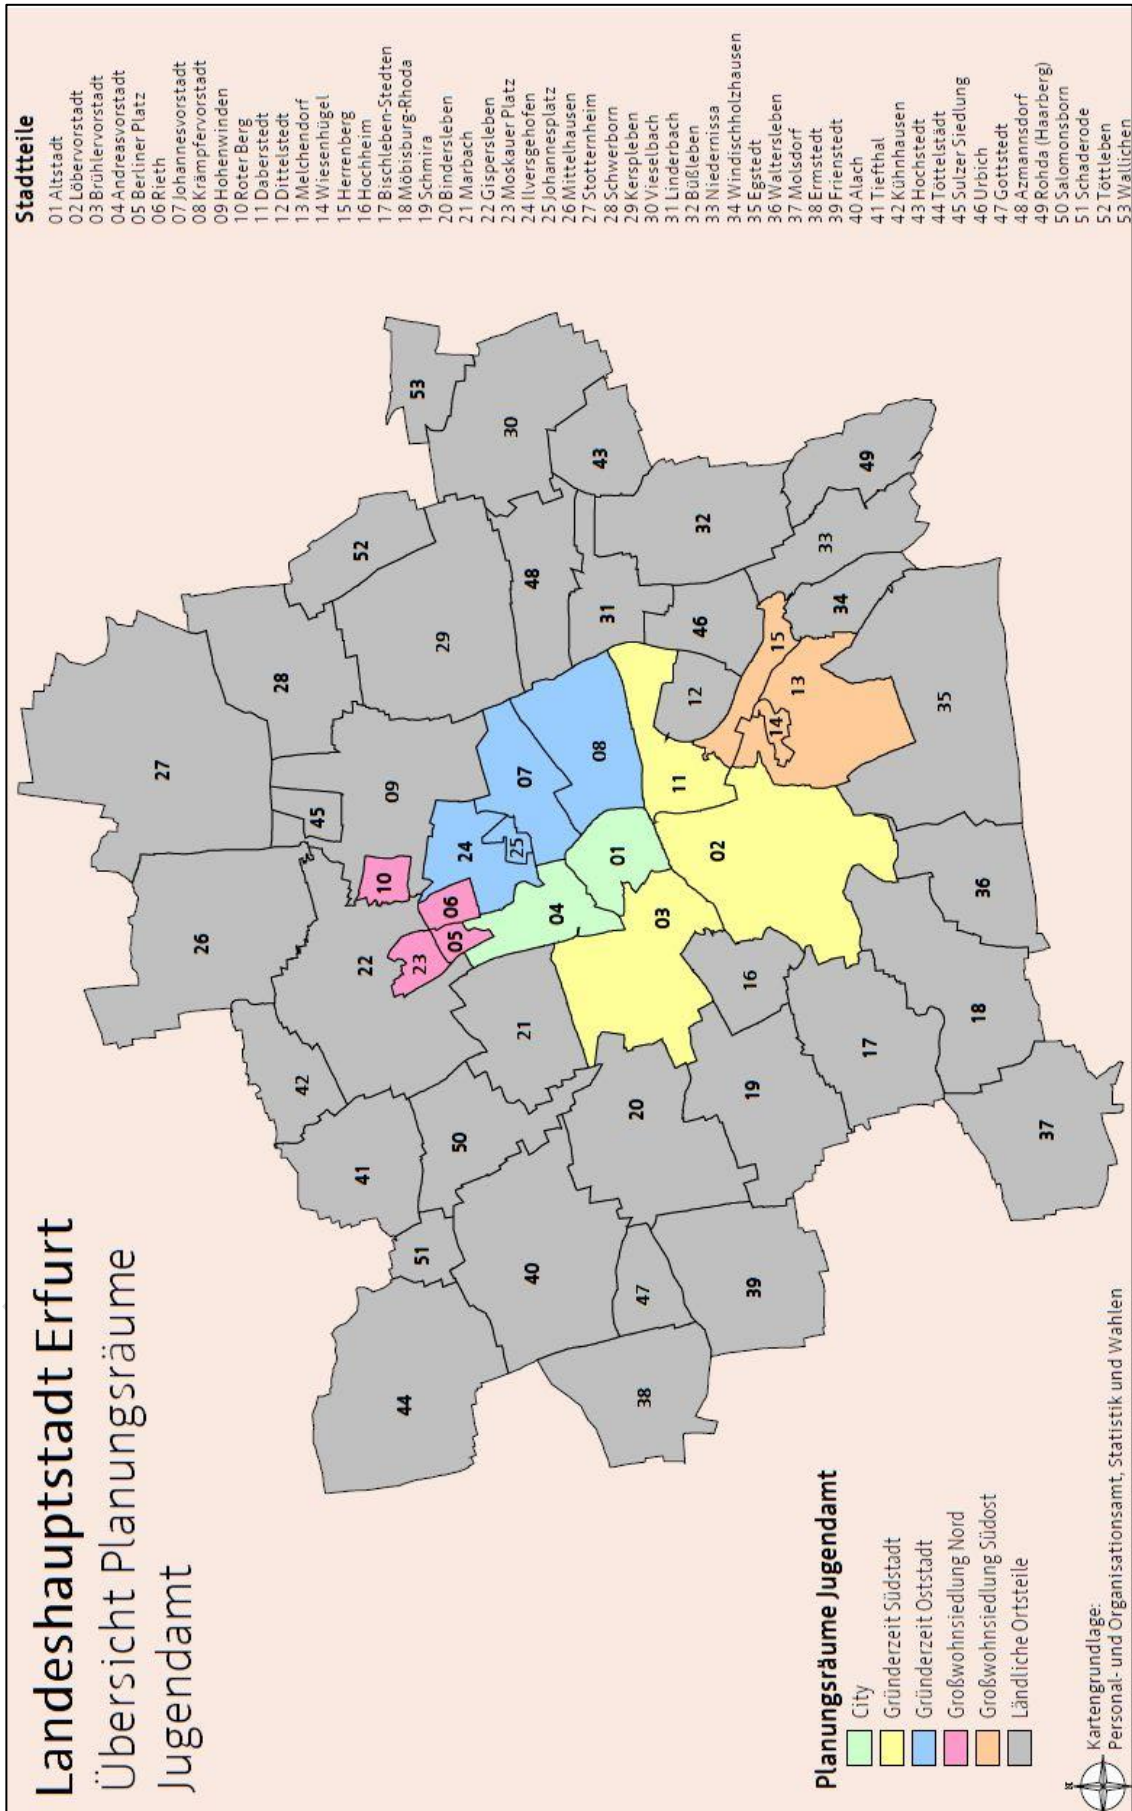 Landeshauptstadt Erfurt
Übersicht Planungsräume
Jugendamt
Stadtteile
01 Altstadt
02 Löbervorstadt
03 Brühlervorstadt
04 Andreasvorstadt
05 Berliner Platz
06 Rieth
07 Johannesvorstadt
08 Krämpfervorstadt
09 Hohenwinden
10 Roter Berg
11 Daberstedt
12 Dittelstedt
13 Melchendorf
14 Wiesenhügel
15 Herrenberg
16 Hochheim
17 Bischleben-Stedten
18 Möbisburg-Rhoda
19 Schmira
20 Bindersleben
21 Marbach
22 Gispersleben
23 Moskauer Platz
24 Ilversgehofen
25 Johannesplatz
26 Mittelhausen
27 Stotternheim
28 Schwerborn
29 Kerspleben
30 Vieselbach
31 Linderbach
32 Büßleben
33 Niedernissa
34 Windischholzhausen
35 Egstedt
36 Waltersleben
37 Molsdorf
38 Ermstedt
39 Frienstedt
40 Alach
41 Tiefthal
42 Kühnhausen
43 Hochstedt
44 Töttelstädt
45 Sulzer Siedlung
46 Urbich
47 Gottstedt
48 Azmannsdorf
49 Rohda (Haarberg)
50 Salomonsborn
51 Schaderode
52 Töttleben
53 Wallichen
27
26
28
52
53
45
09
42
22
10
29
30
44
41
51
23
05
06
24
50
21
07
25
48
40
04
08
43
31
01
38
47
20
03
11
12
46
32
02
39
19
16
14
13
15
33
49
34
17
35
18
36
37
Planungsräume Jugendamt
City
Gründerzeit Südstadt
Gründerzeit Oststadt
Großwohnsiedlung Nord
Großwohnsiedlung Südost
Ländliche Ortsteile
N
Kartengrundlage:
Personal- und Organisationsamt, Statistik und Wahlen